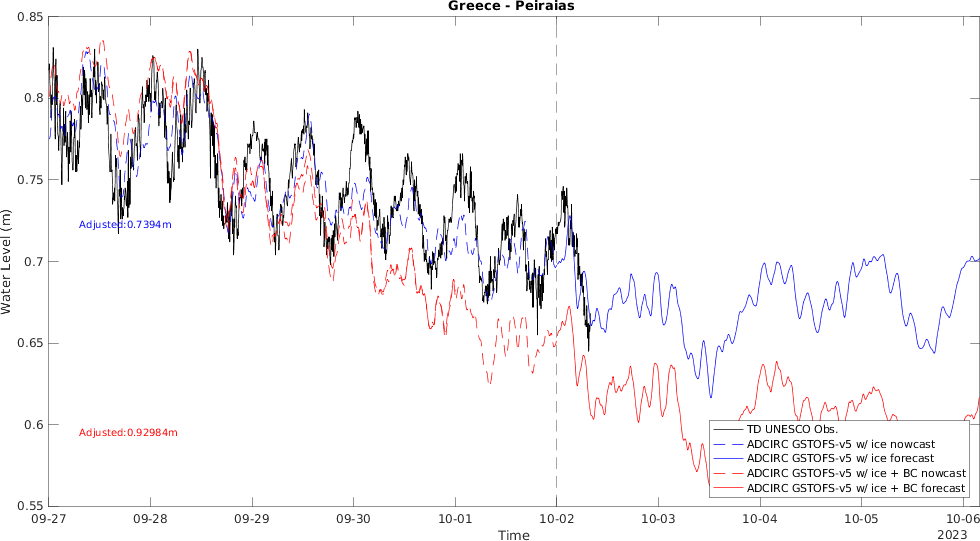 Greece - Peiraias
0.85
0.8
0.75
0.7
0.65
0.6
0.55
Water Level (m)
Adjusted:0.7394m
Adjusted:0.92984m
TD UNESCO Obs.
ADCIRC GSTOFS-v5 w/ ice nowcast
ADCIRC GSTOFS-v5 w/ ice forecast
ADCIRC GSTOFS-v5 w/ ice + BC nowcast
ADCIRC GSTOFS-v5 w/ ice + BC forecast
09-27 09-28 09-29 09-30 10-01 10-02 10-03 10-04 10-05 10-06
Time
2023